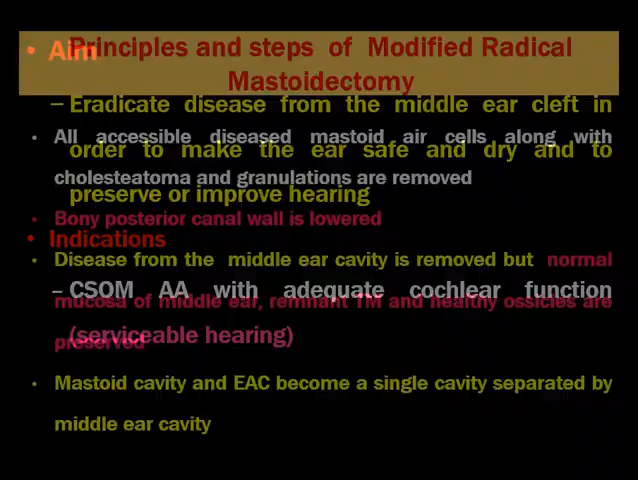 • Aim
Principles and steps of Modified Radical
Mastoidectomy
– Eradicate disease from the middle ear cleft in
• All accessible diseased mastoid air cells along with
order to make the ear safe and dry and to
cholesteatoma and granulations are removed
preserve or improve hearing
• Bony posterior canal wall is lowered
• Indications
• Disease from the middle ear cavity is removed but normal
– CSOM AA with adequate cochlear function
mucosa of middle ear, remnant TM and healthy ossicles are
(serviceable hearing)
preserved
• Mastoid cavity and EAC become a single cavity separated by
middle ear cavity